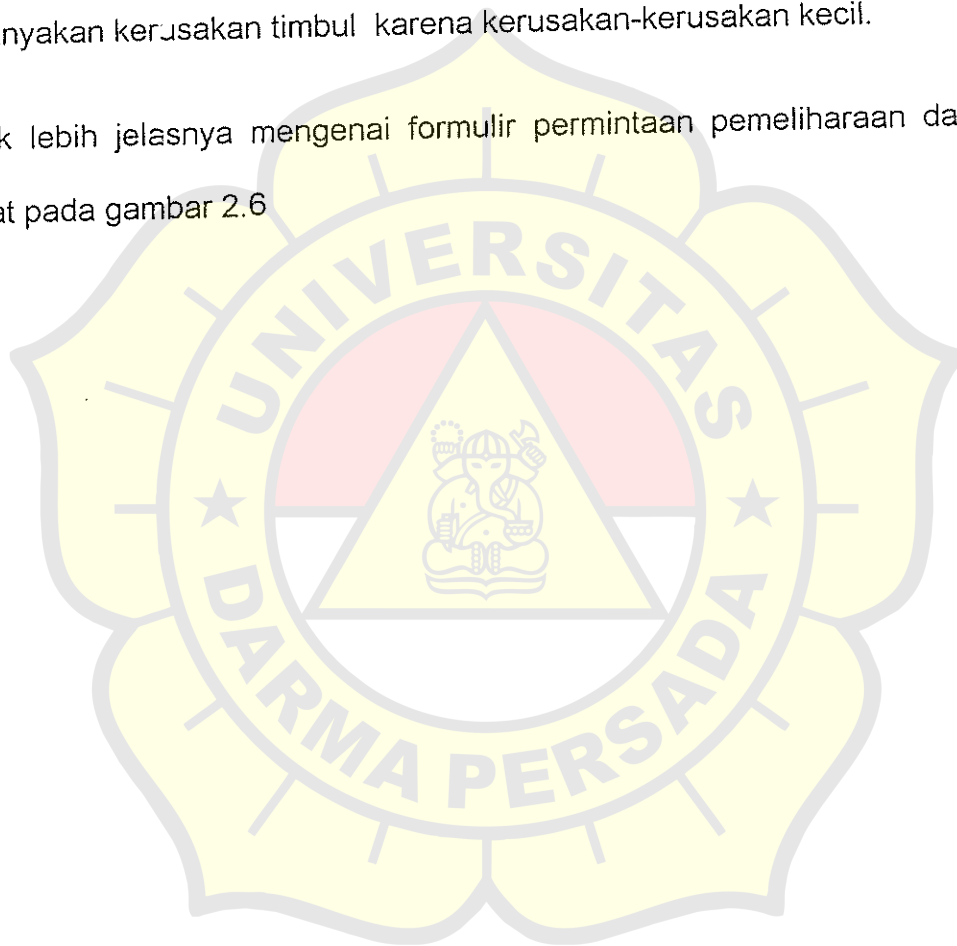 nyakan kerusakan timbul karena kerusakan-kerusakan kecil.
k lebih jelasnya mengenai formulir permintaan pemeliharaan da
at pada gambar 2.6
UNIVERSITAS
DARMA PERSADA